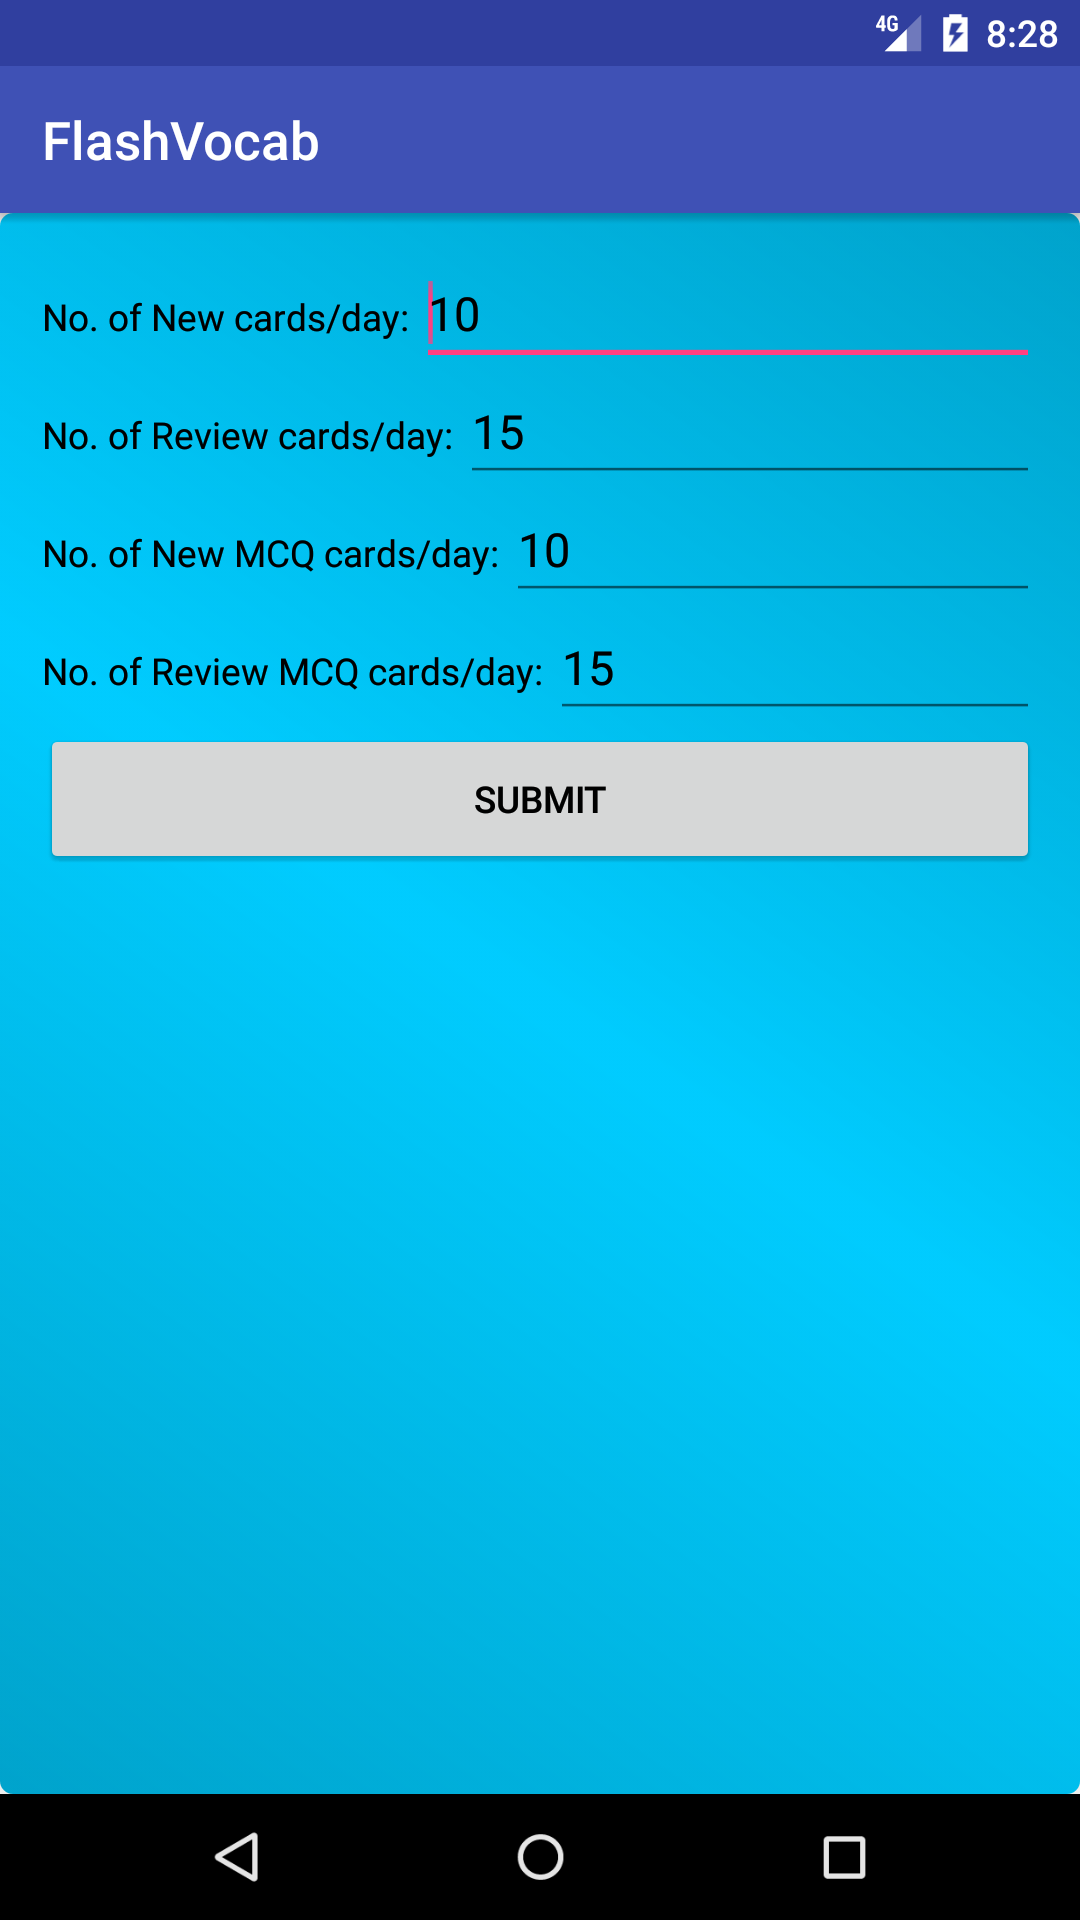 4G 8:28
FlashVocab
No. of New cards/day: 10
No. of Review cards/day: 15
No. of New MCQ cards/day: 10
No. of Review MCQ cards/day: 15
SUBMIT